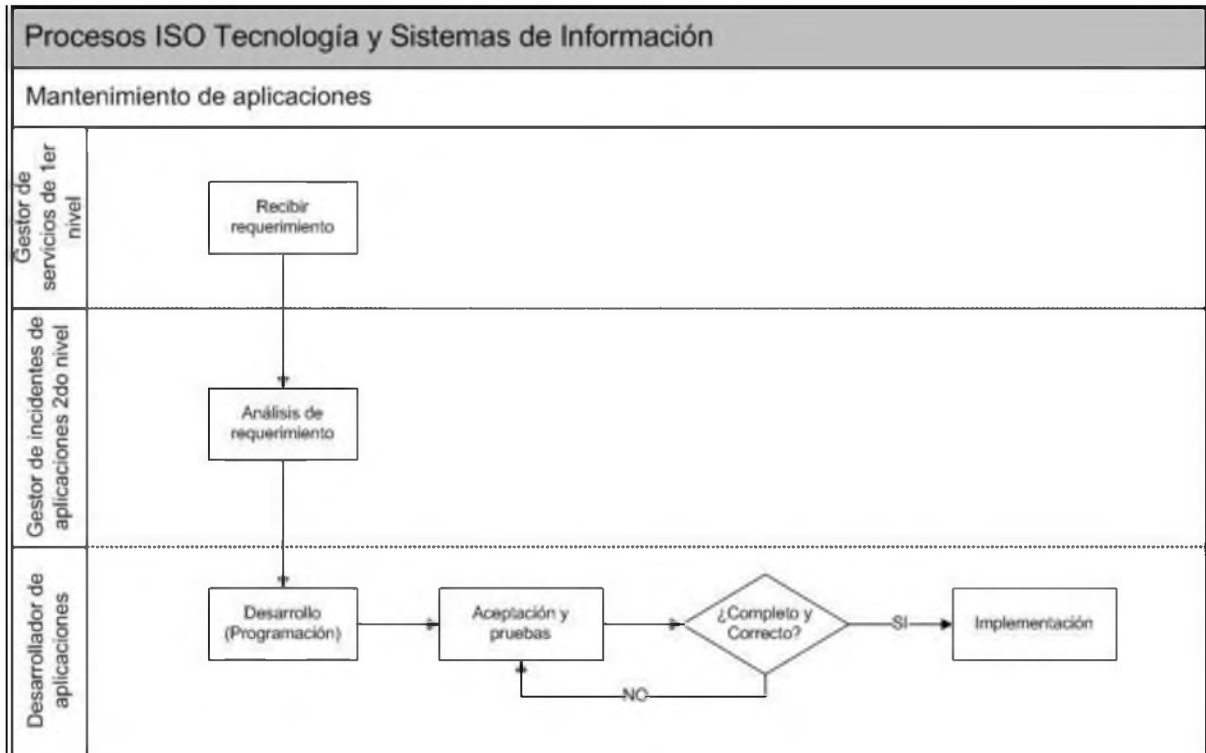 Procesos ISO Tecnología y Sistemas de Información
Mantenimiento de aplicaciones
Gestor de
servicios de 1er
nivel
Recibir
requerimiento
Gestor de incidentes de
aplicaciones 2do nivel
Análisis de
requerimiento
Desarrollador de
aplicaciones
Desarrollo
(Programación)
Aceptación y
pruebas
¿Completo y
Correcto?
SI
Implementación
NO